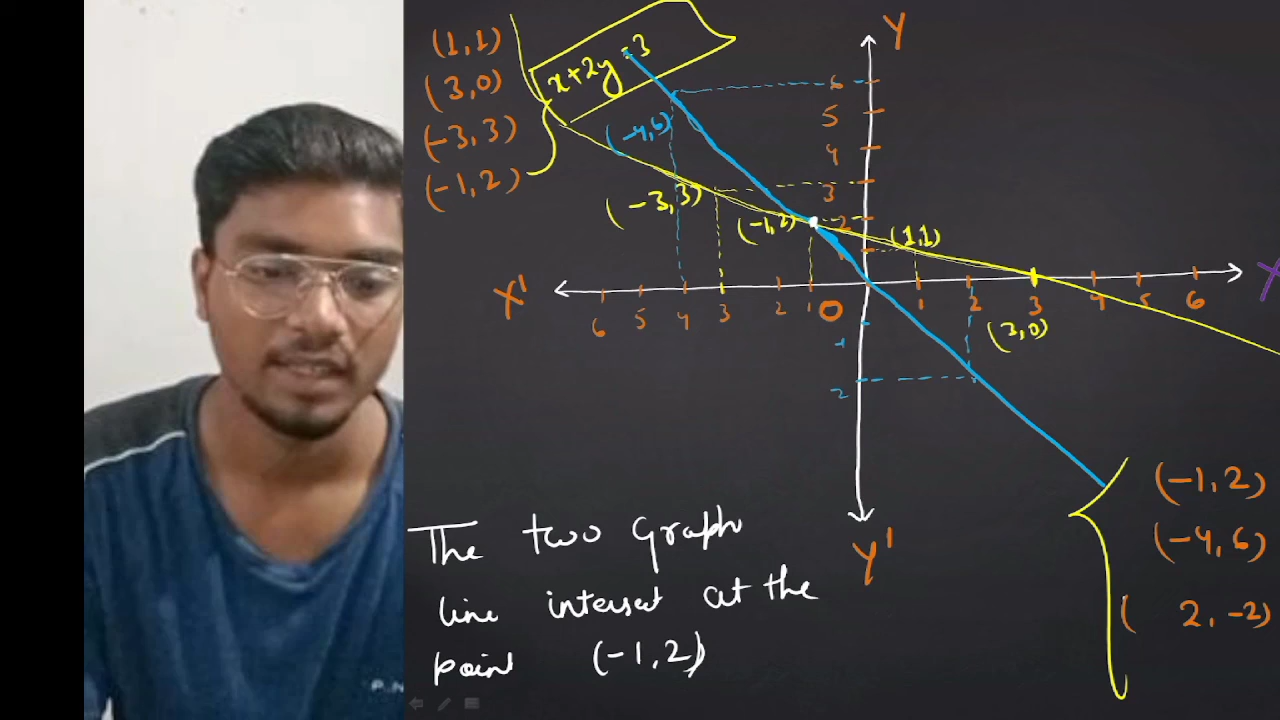 (1,1)
(3,0)
(-3,3)
(-1,2)
x+2y=3
Y
6
5
4
3
2
1
(-4,6)
(-3,3)
(-1,2)
(1,1)
X'
6 5 4 3 2 1 O 1 2 3 4 5 6
X
(3,0)
1
2
Y'
(-1,2)
(-4,6)
( 2,-2)
The two graph
line interset at the
point (-1,2)
P.N